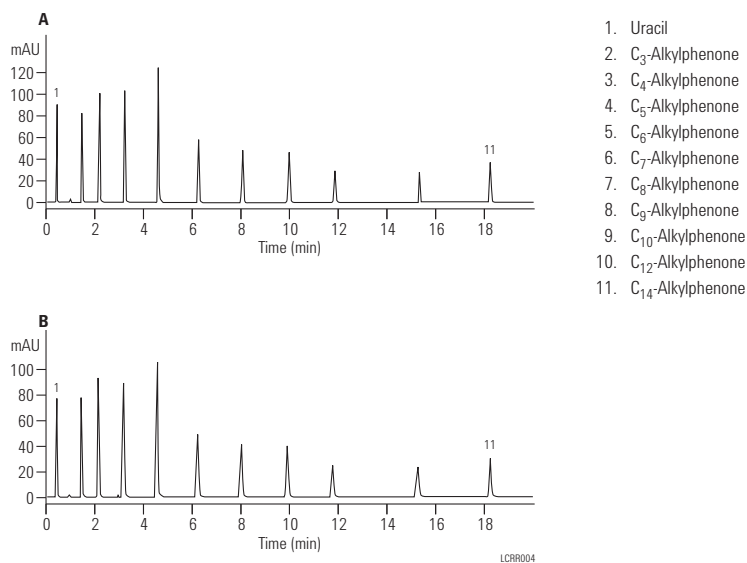 A
mAU
120
100
80
60
40
20
0
1
11
0 2 4 6 8 10 12 14 16 18
Time (min)
B
mAU
100
80
60
40
20
0
1
11
0 2 4 6 8 10 12 14 16 18
Time (min)
LCRR004
1. Uracil
2. C₃-Alkylphenone
3. C₄-Alkylphenone
4. C₅-Alkylphenone
5. C₆-Alkylphenone
6. C₇-Alkylphenone
7. C₈-Alkylphenone
8. C₉-Alkylphenone
9. C₁₀-Alkylphenone
10. C₁₂-Alkylphenone
11. C₁₄-Alkylphenone